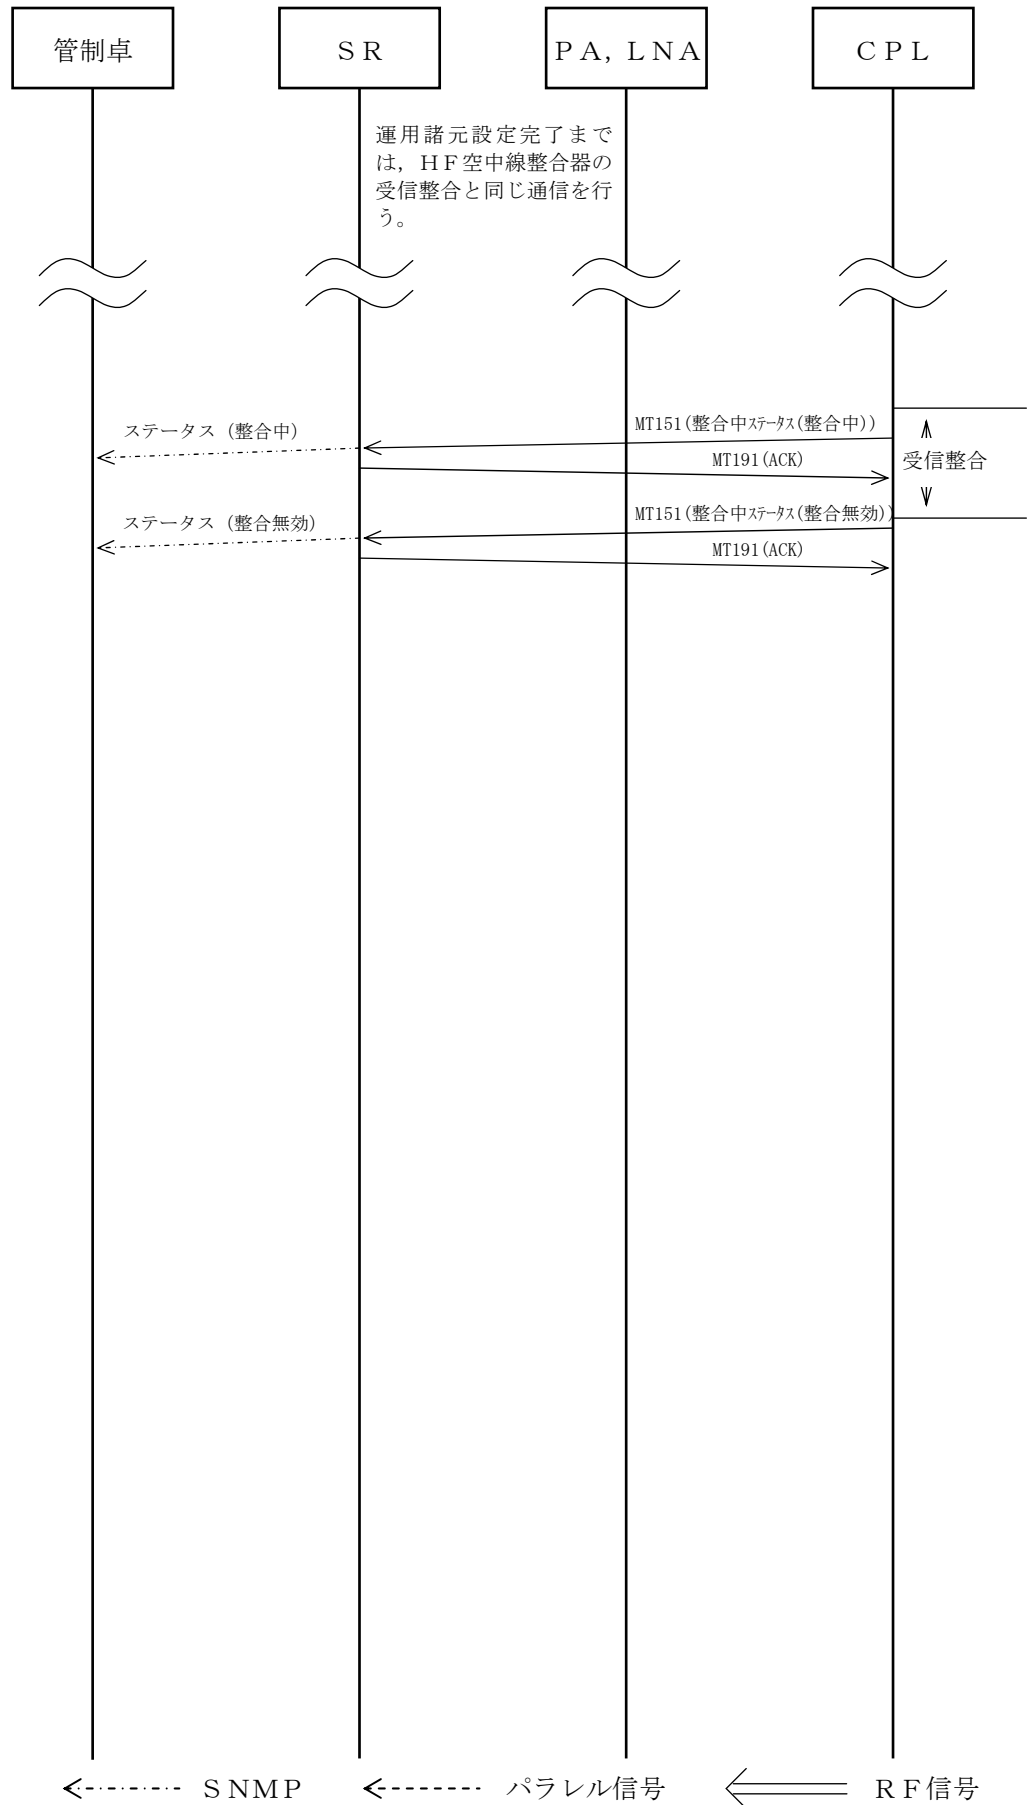 管制卓
ＳＲ
ＰＡ，ＬＮＡ
ＣＰＬ
運用諸元設定完了まで
は，ＨＦ空中線整合器の
受信整合と同じ通信を行
う。
MT151(整合中ｽﾃｰﾀｽ(整合中))
ステータス（整合中）
MT191(ACK)
受信整合
MT151(整合中ｽﾃｰﾀｽ(整合無効))
ステータス（整合無効）
MT191(ACK)
ＳＮＭＰ
パラレル信号
ＲＦ信号